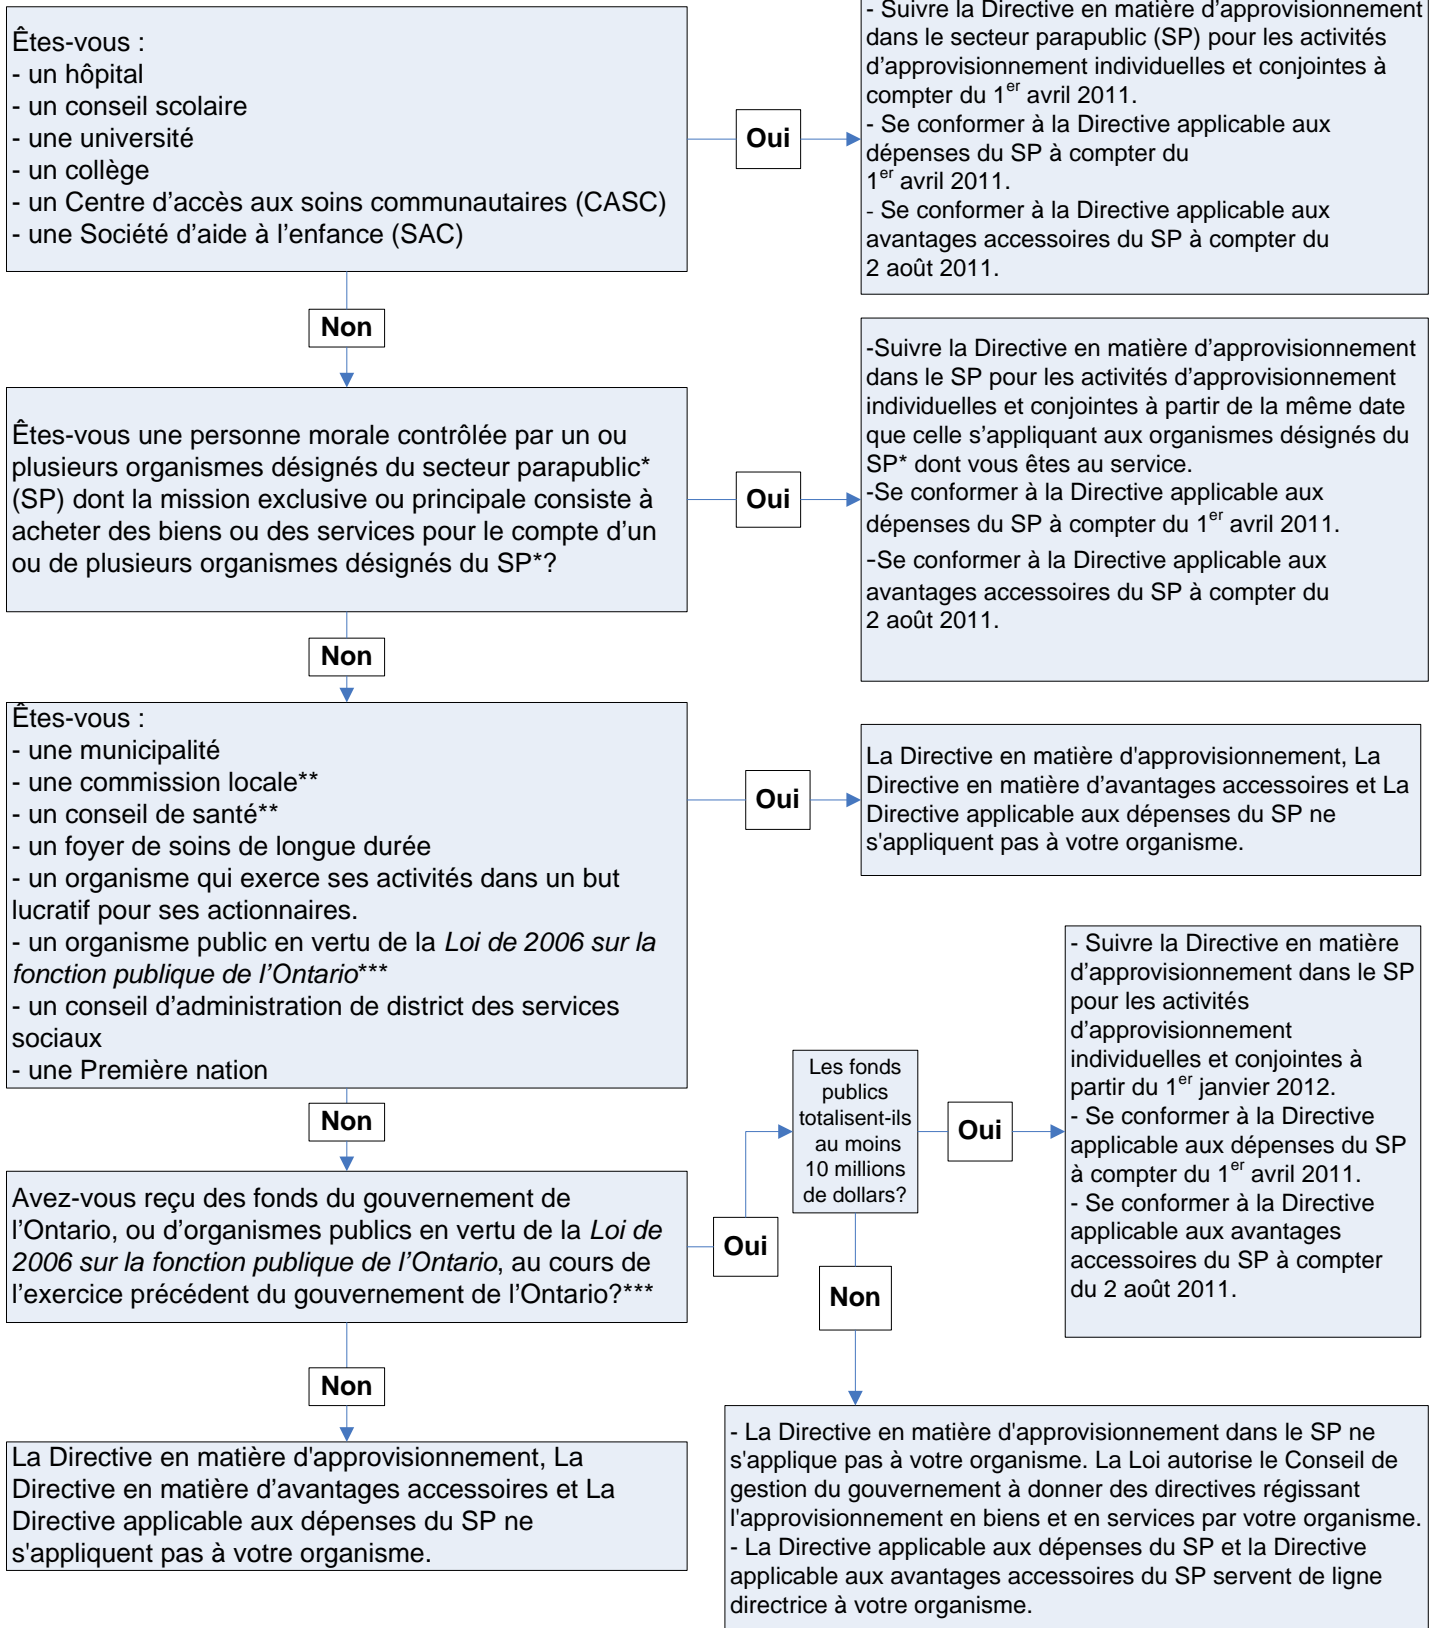 Êtes-vous :
- un hôpital
- un conseil scolaire
- une université
- un collège
- un Centre d’accès aux soins communautaires (CASC)
- une Société d’aide à l’enfance (SAC)
Oui
- Suivre la Directive en matière d’approvisionnement
dans le secteur parapublic (SP) pour les activités
d’approvisionnement individuelles et conjointes à
compter du 1er avril 2011.
- Se conformer à la Directive applicable aux
dépenses du SP à compter du
1er avril 2011.
- Se conformer à la Directive applicable aux
avantages accessoires du SP à compter du
2 août 2011.
Non
Êtes-vous une personne morale contrôlée par un ou
plusieurs organismes désignés du secteur parapublic*
(SP) dont la mission exclusive ou principale consiste à
acheter des biens ou des services pour le compte d’un
ou de plusieurs organismes désignés du SP*?
Oui
-Suivre la Directive en matière d’approvisionnement
dans le SP pour les activités d’approvisionnement
individuelles et conjointes à partir de la même date
que celle s’appliquant aux organismes désignés du
SP* dont vous êtes au service.
-Se conformer à la Directive applicable aux
dépenses du SP à compter du 1er avril 2011.
-Se conformer à la Directive applicable aux
avantages accessoires du SP à compter du
2 août 2011.
Non
Êtes-vous :
- une municipalité
- une commission locale**
- un conseil de santé**
- un foyer de soins de longue durée
- un organisme qui exerce ses activités dans un but
lucratif pour ses actionnaires.
- un organisme public en vertu de la Loi de 2006 sur la
fonction publique de l’Ontario***
- un conseil d’administration de district des services
sociaux
- une Première nation
Oui
La Directive en matière d'approvisionnement, La
Directive en matière d’avantages accessoires et La
Directive applicable aux dépenses du SP ne
s'appliquent pas à votre organisme.
Non
Avez-vous reçu des fonds du gouvernement de
l’Ontario, ou d’organismes publics en vertu de la Loi de
2006 sur la fonction publique de l’Ontario, au cours de
l’exercice précédent du gouvernement de l’Ontario?***
Oui
Les fonds
publics
totalisent-ils
au moins
10 millions
de dollars?
Oui
- Suivre la Directive en matière
d’approvisionnement dans le SP
pour les activités
d’approvisionnement
individuelles et conjointes à
partir du 1er janvier 2012.
- Se conformer à la Directive
applicable aux dépenses du SP
à compter du 1er avril 2011.
- Se conformer à la Directive
applicable aux avantages
accessoires du SP à compter
du 2 août 2011.
Non
Non
La Directive en matière d'approvisionnement, La
Directive en matière d’avantages accessoires et La
Directive applicable aux dépenses du SP ne
s'appliquent pas à votre organisme.
- La Directive en matière d'approvisionnement dans le SP ne
s'applique pas à votre organisme. La Loi autorise le Conseil de
gestion du gouvernement à donner des directives régissant
l'approvisionnement en biens et en services par votre organisme.
- La Directive applicable aux dépenses du SP et la Directive
applicable aux avantages accessoires du SP servent de ligne
directrice à votre organisme.